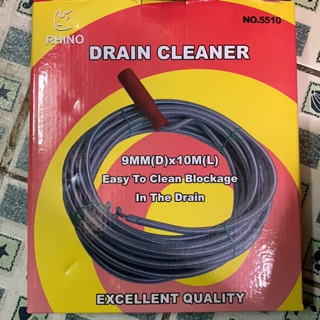 NO.5510
RHINO
DRAIN CLEANER
9MM(D)x10M(L)
Easy To Clean Blockage
In The Drain
EXCELLENT QUALITY